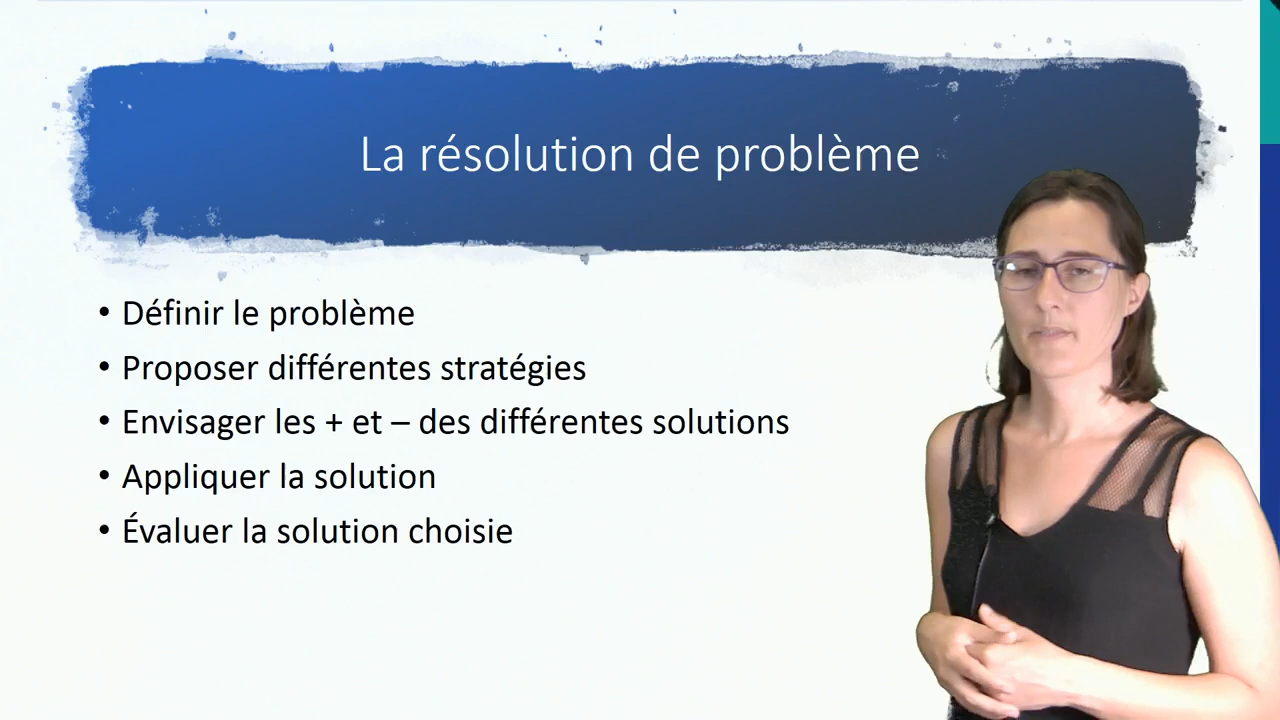 La résolution de problème
• Définir le problème
• Proposer différentes stratégies
• Envisager les + et – des différentes solutions
• Appliquer la solution
• Évaluer la solution choisie